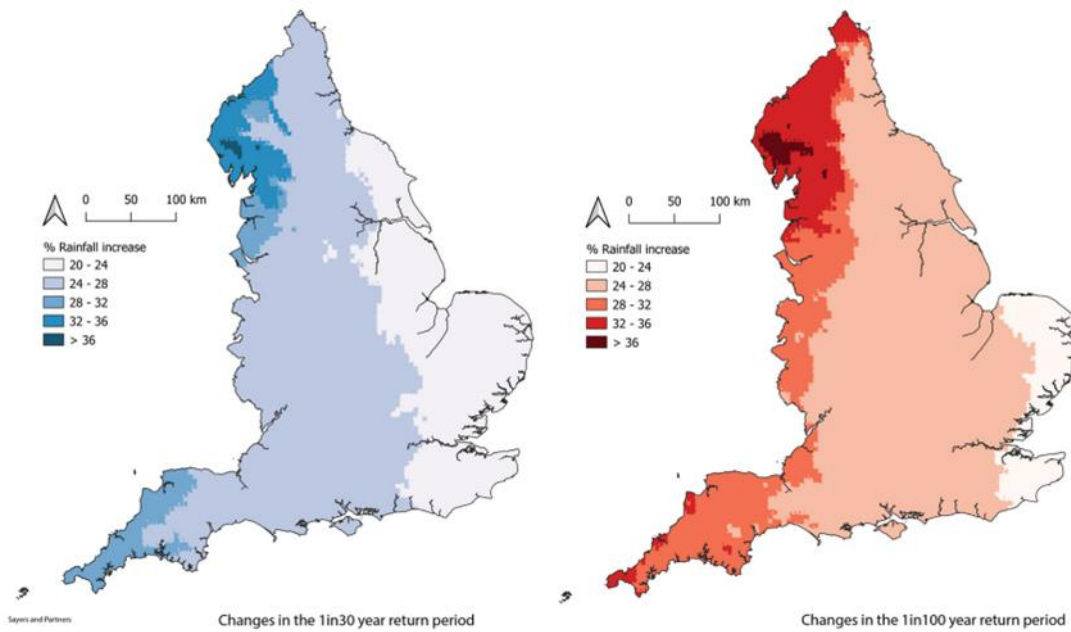 0 50 100 km
% Rainfall increase
20 - 24
24 - 28
28 - 32
32 - 36
> 36
Sayers and Partners
Changes in the 1in30 year return period
0 50 100 km
% Rainfall increase
20 - 24
24 - 28
28 - 32
32 - 36
> 36
Changes in the 1in100 year return period